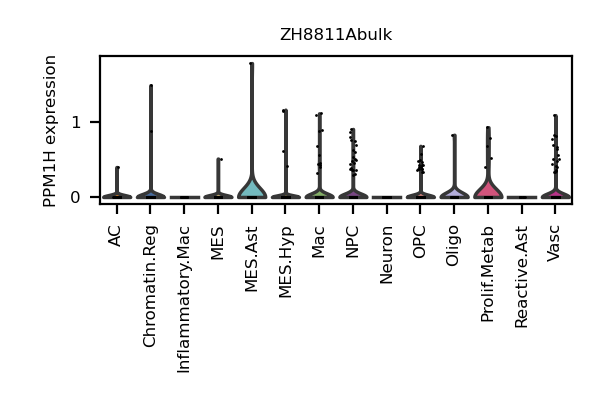 ZH8811Abulk
PPM1H expression
1
0
AC
Chromatin.Reg
Inflammatory.Mac
MES
MES.Ast
MES.Hyp
Mac
NPC
Neuron
OPC
Oligo
Prolif.Metab
Reactive.Ast
Vasc